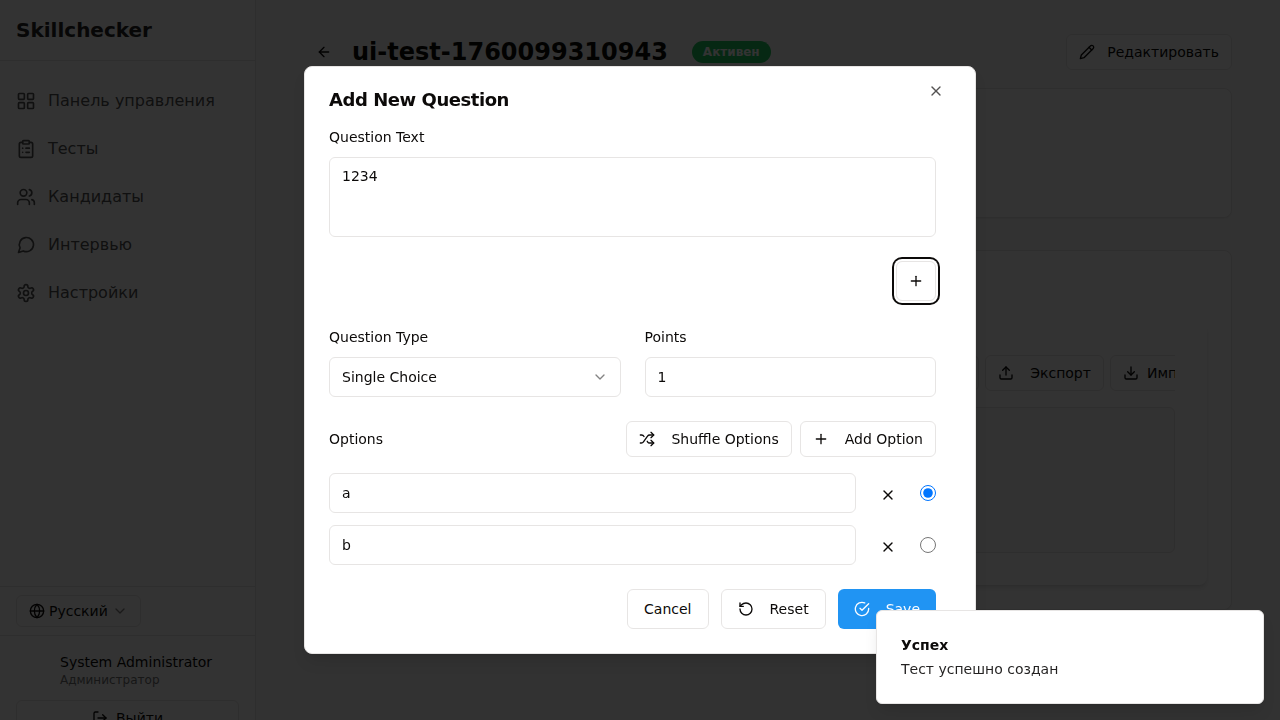 Skillchecker
Панель управления
Тесты
Кандидаты
Интервью
Настройки
Русский
System Administrator
Администратор
Выйти
ui-test-1760099310943
Активен
Редактировать
Экспорт
Имп
Add New Question
Question Text
1234
Question Type
Points
Single Choice
1
Options
Shuffle Options
Add Option
a
b
Cancel
Reset
Save
Успех
Тест успешно создан